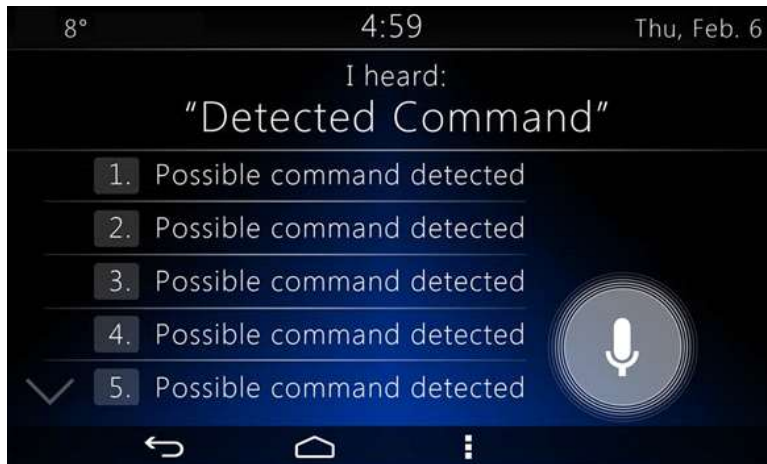 8° 4:59 Thu, Feb. 6
I heard:
“Detected Command”
1. Possible command detected
2. Possible command detected
3. Possible command detected
4. Possible command detected
5. Possible command detected